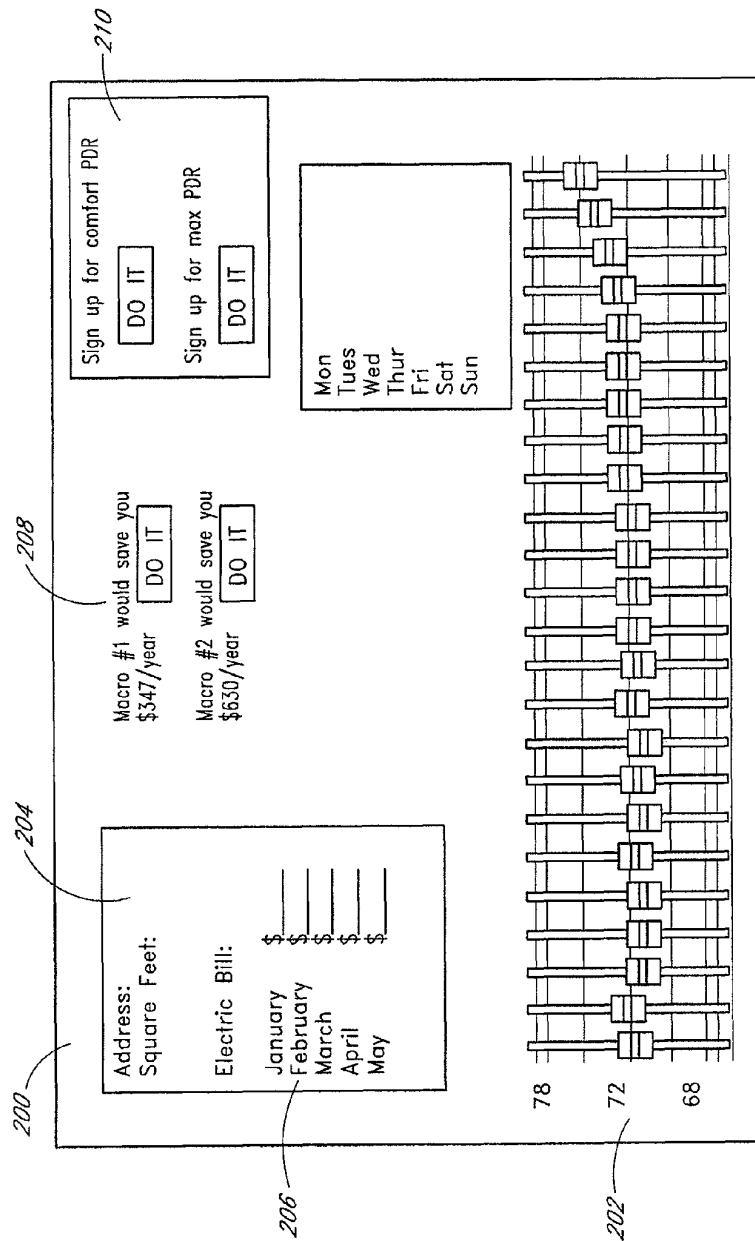 200
204
208
210
Address:
Square Feet:
Electric Bill:
January $
February $
March $
April $
May $
206
Macro #1 would save you
$347/year
DO IT
Macro #2 would save you
$630/year
DO IT
Sign up for comfort PDR
DO IT
Sign up for max PDR
DO IT
Mon
Tues
Wed
Thur
Fri
Sat
Sun
78
72
68
202